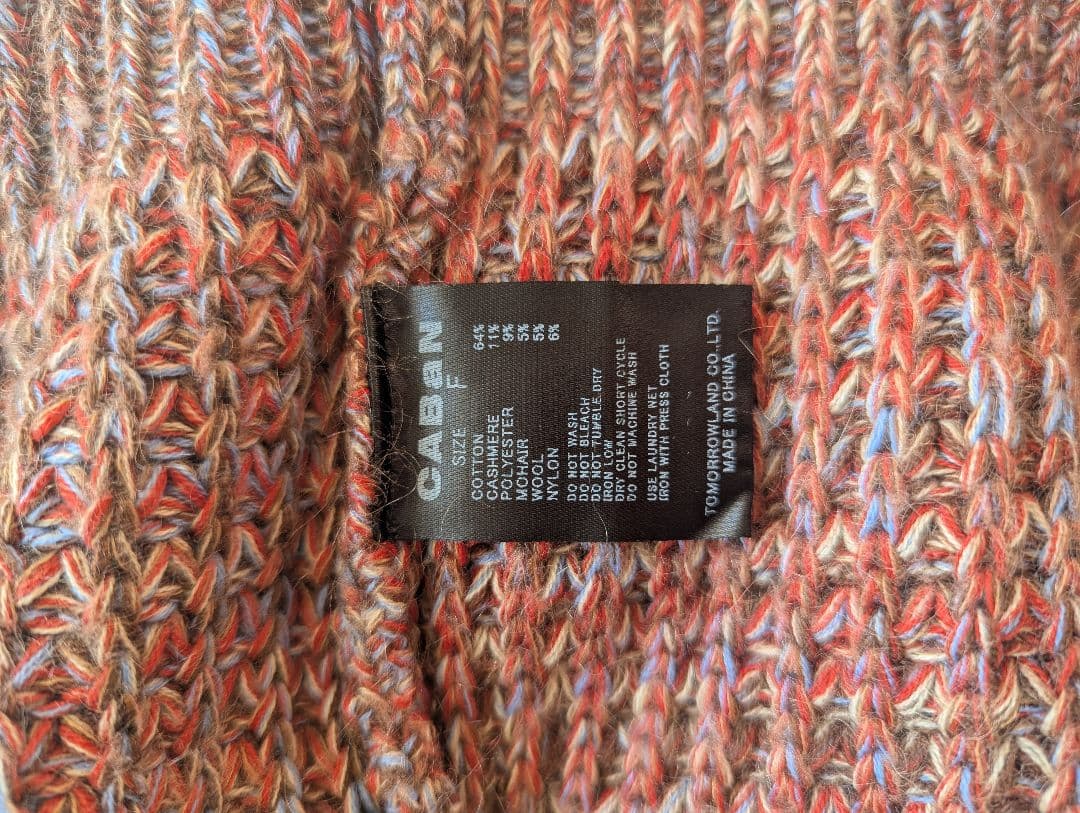 CABaN
SIZE F
COTTON 64%
CASHMERE 11%
POLYESTER 9%
MOHAIR 5%
WOOL 5%
NYLON 6%
DO NOT WASH
DO NOT BLEACH
DO NOT TUMBLE DRY
IRON LOW
DRY CLEAN SHORT CYCLE
DO NOT MACHINE WASH
USE LAUNDRY NET
IRON WITH PRESS CLOTH
TOMORROWLAND CO.,LTD.
MADE IN CHINA